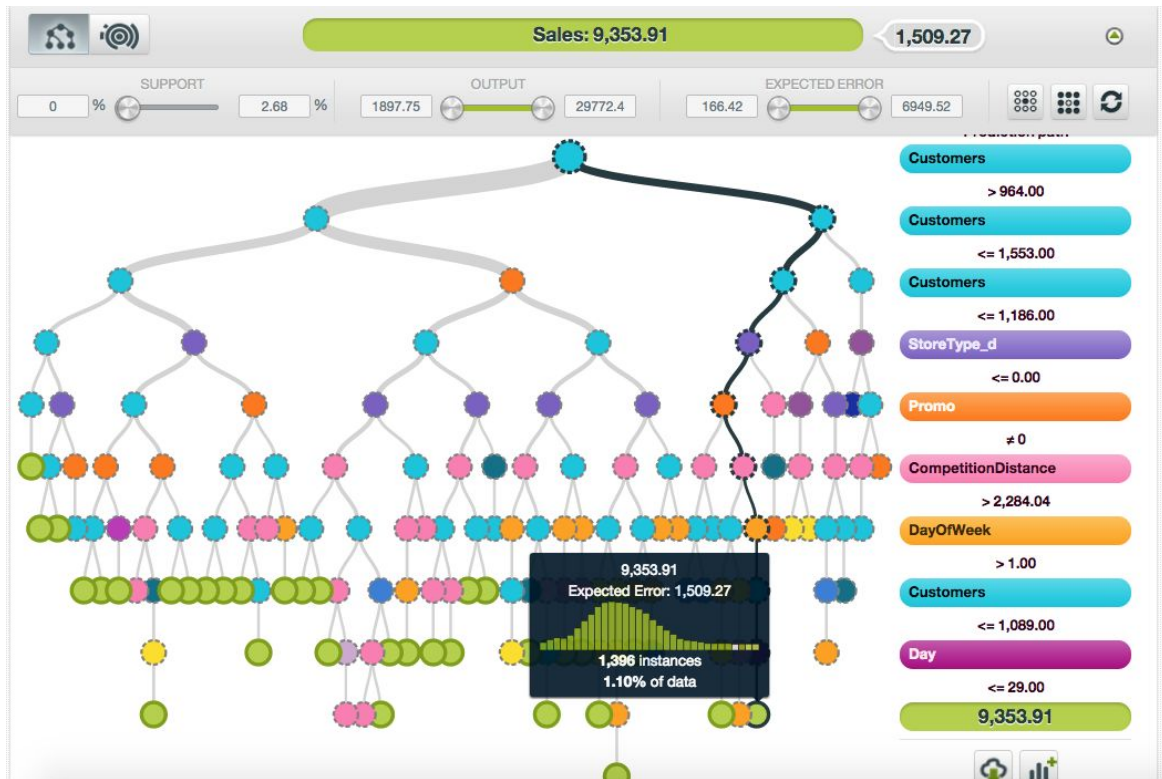 Sales: 9,353.91
1,509.27
SUPPORT
OUTPUT
EXPECTED ERROR
0 % 2.68 %
1897.75 29772.4
166.42 6949.52
Prediction path
Customers
> 964.00
Customers
<= 1,553.00
Customers
<= 1,186.00
StoreType_d
<= 0.00
Promo
≠ 0
CompetitionDistance
> 2,284.04
DayOfWeek
> 1.00
Customers
<= 1,089.00
Day
<= 29.00
9,353.91
9,353.91
Expected Error: 1,509.27
1,396 instances
1.10% of data